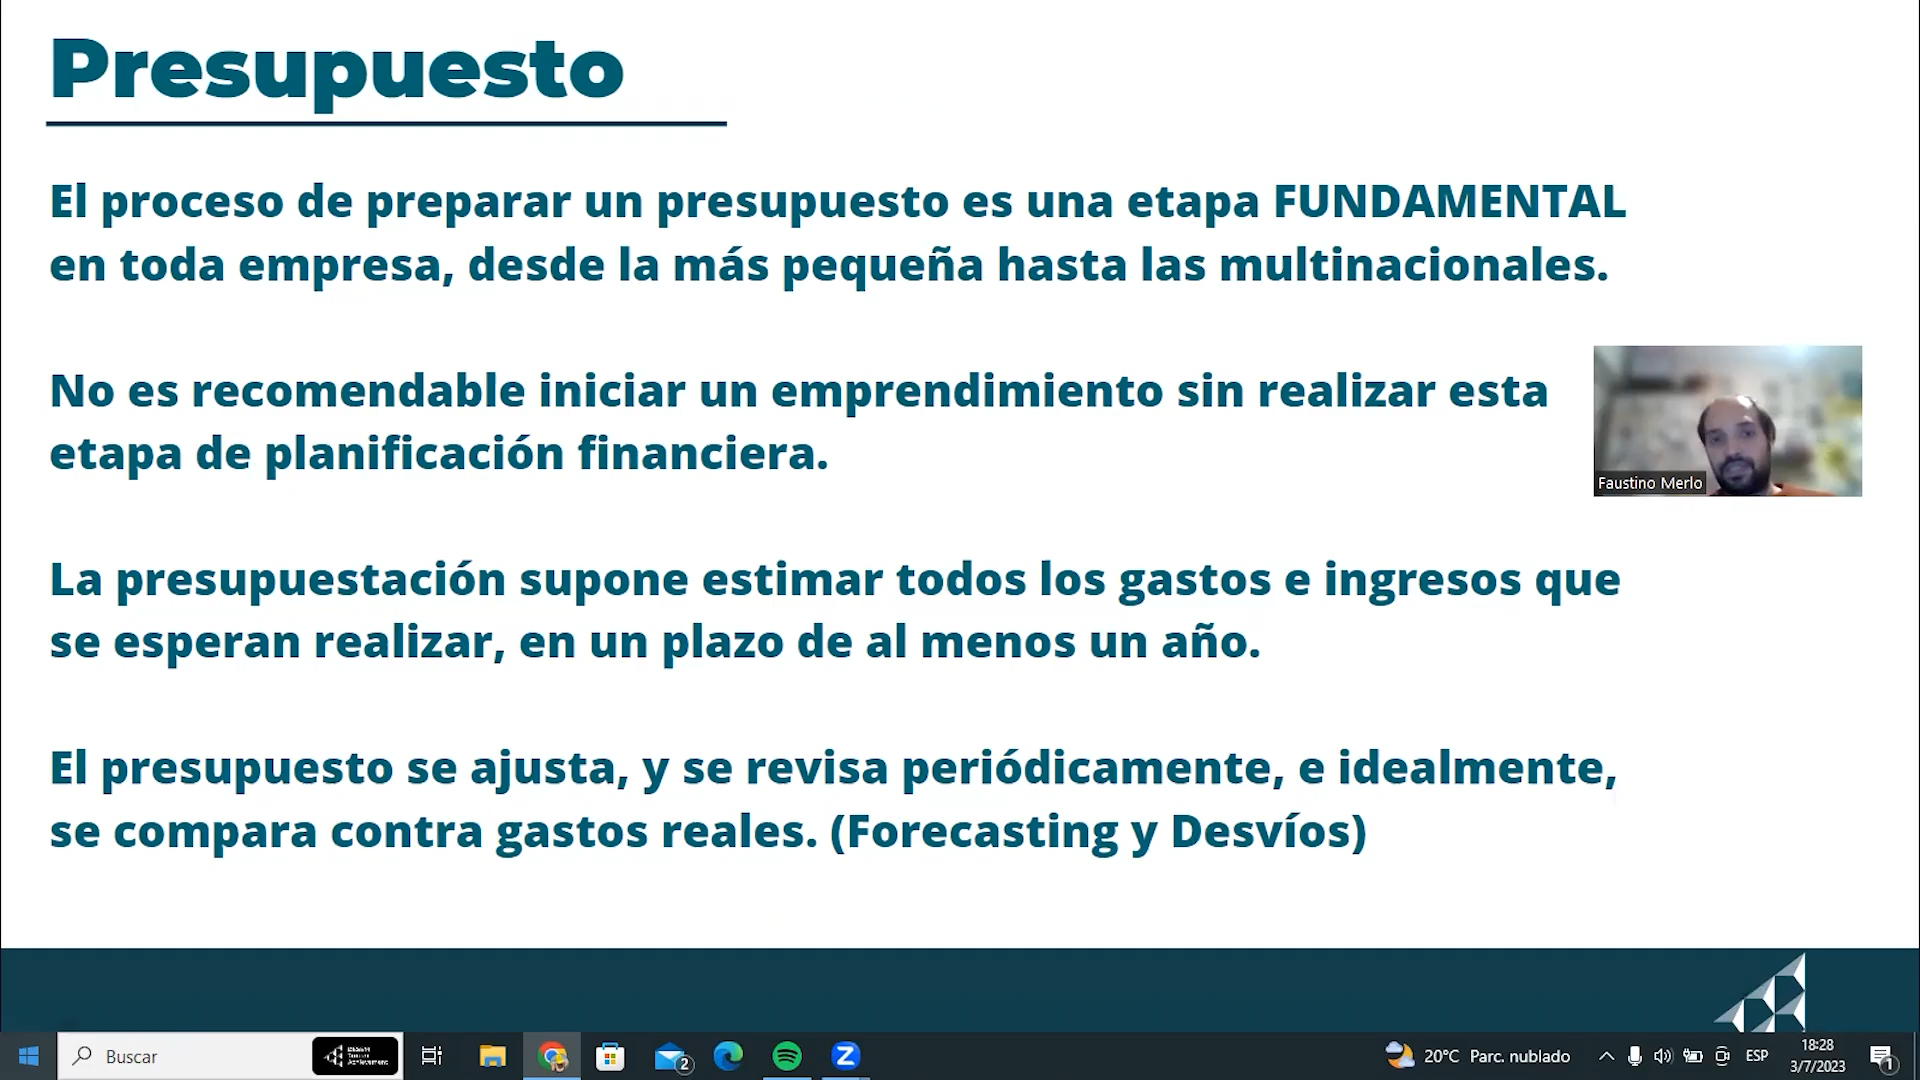 Presupuesto
El proceso de preparar un presupuesto es una etapa FUNDAMENTAL
en toda empresa, desde la más pequeña hasta las multinacionales.
No es recomendable iniciar un emprendimiento sin realizar esta
etapa de planificación financiera.
Faustino Merlo
La presupuestación supone estimar todos los gastos e ingresos que
se esperan realizar, en un plazo de al menos un año.
El presupuesto se ajusta, y se revisa periódicamente, e idealmente,
se compara contra gastos reales. (Forecasting y Desvíos)
Buscar
2
20°C Parc. nublado
ESP
18:28
3/7/2023
1